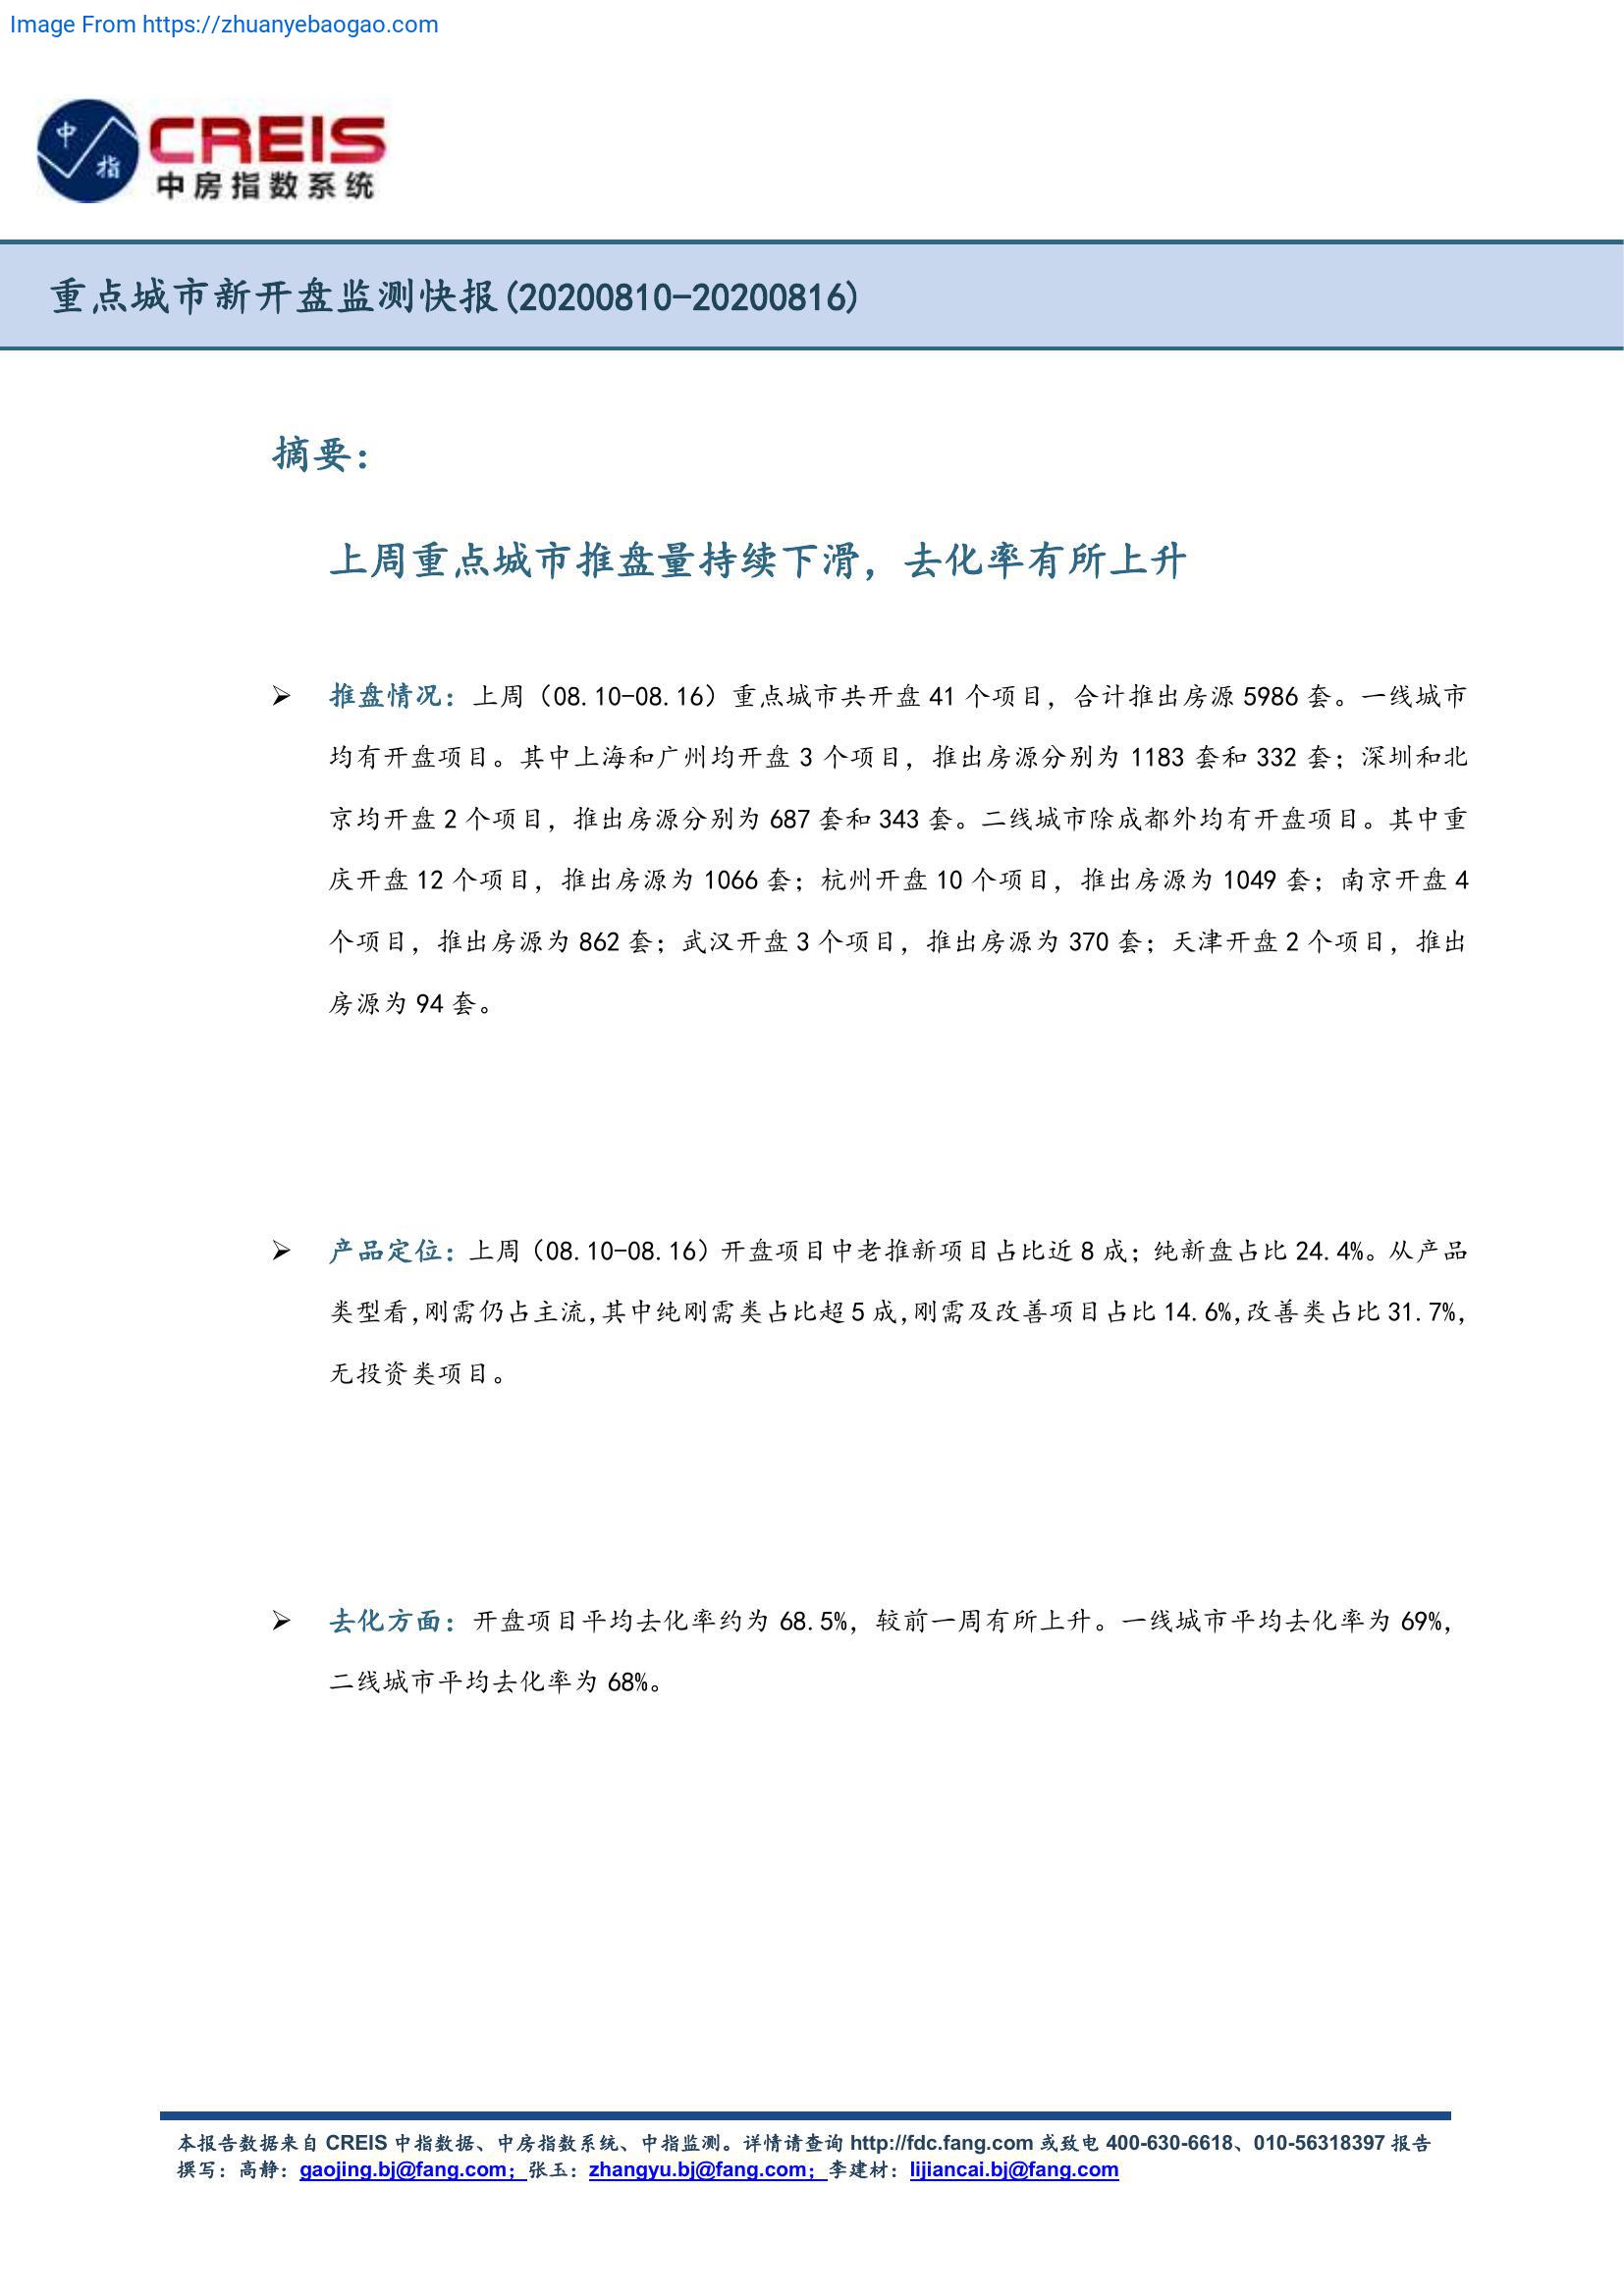 Image From https://zhuanyebaogao.com
中
指
CREIS
中房指数系统
重点城市新开盘监测快报(20200810-20200816)
摘要：
上周重点城市推盘量持续下滑，去化率有所上升
推盘情况：上周（08.10-08.16）重点城市共开盘 41 个项目，合计推出房源 5986 套。一线城市
均有开盘项目。其中上海和广州均开盘 3 个项目，推出房源分别为 1183 套和 332 套；深圳和北
京均开盘 2 个项目，推出房源分别为 687 套和 343 套。二线城市除成都外均有开盘项目。其中重
庆开盘 12 个项目，推出房源为 1066 套；杭州开盘 10 个项目，推出房源为 1049 套；南京开盘 4
个项目，推出房源为 862 套；武汉开盘 3 个项目，推出房源为 370 套；天津开盘 2 个项目，推出
房源为 94 套。
产品定位：上周（08.10-08.16）开盘项目中老推新项目占比近 8 成；纯新盘占比 24.4%。从产品
类型看，刚需仍占主流，其中纯刚需类占比超 5 成，刚需及改善项目占比 14.6%，改善类占比 31.7%，
无投资类项目。
去化方面：开盘项目平均去化率约为 68.5%，较前一周有所上升。一线城市平均去化率为 69%，
二线城市平均去化率为 68%。
本报告数据来自 CREIS 中指数据、中房指数系统、中指监测。详情请查询 http://fdc.fang.com 或致电 400-630-6618、010-56318397 报告
撰写：高静：gaojing.bj@fang.com；张玉：zhangyu.bj@fang.com；李建材：lijiancai.bj@fang.com